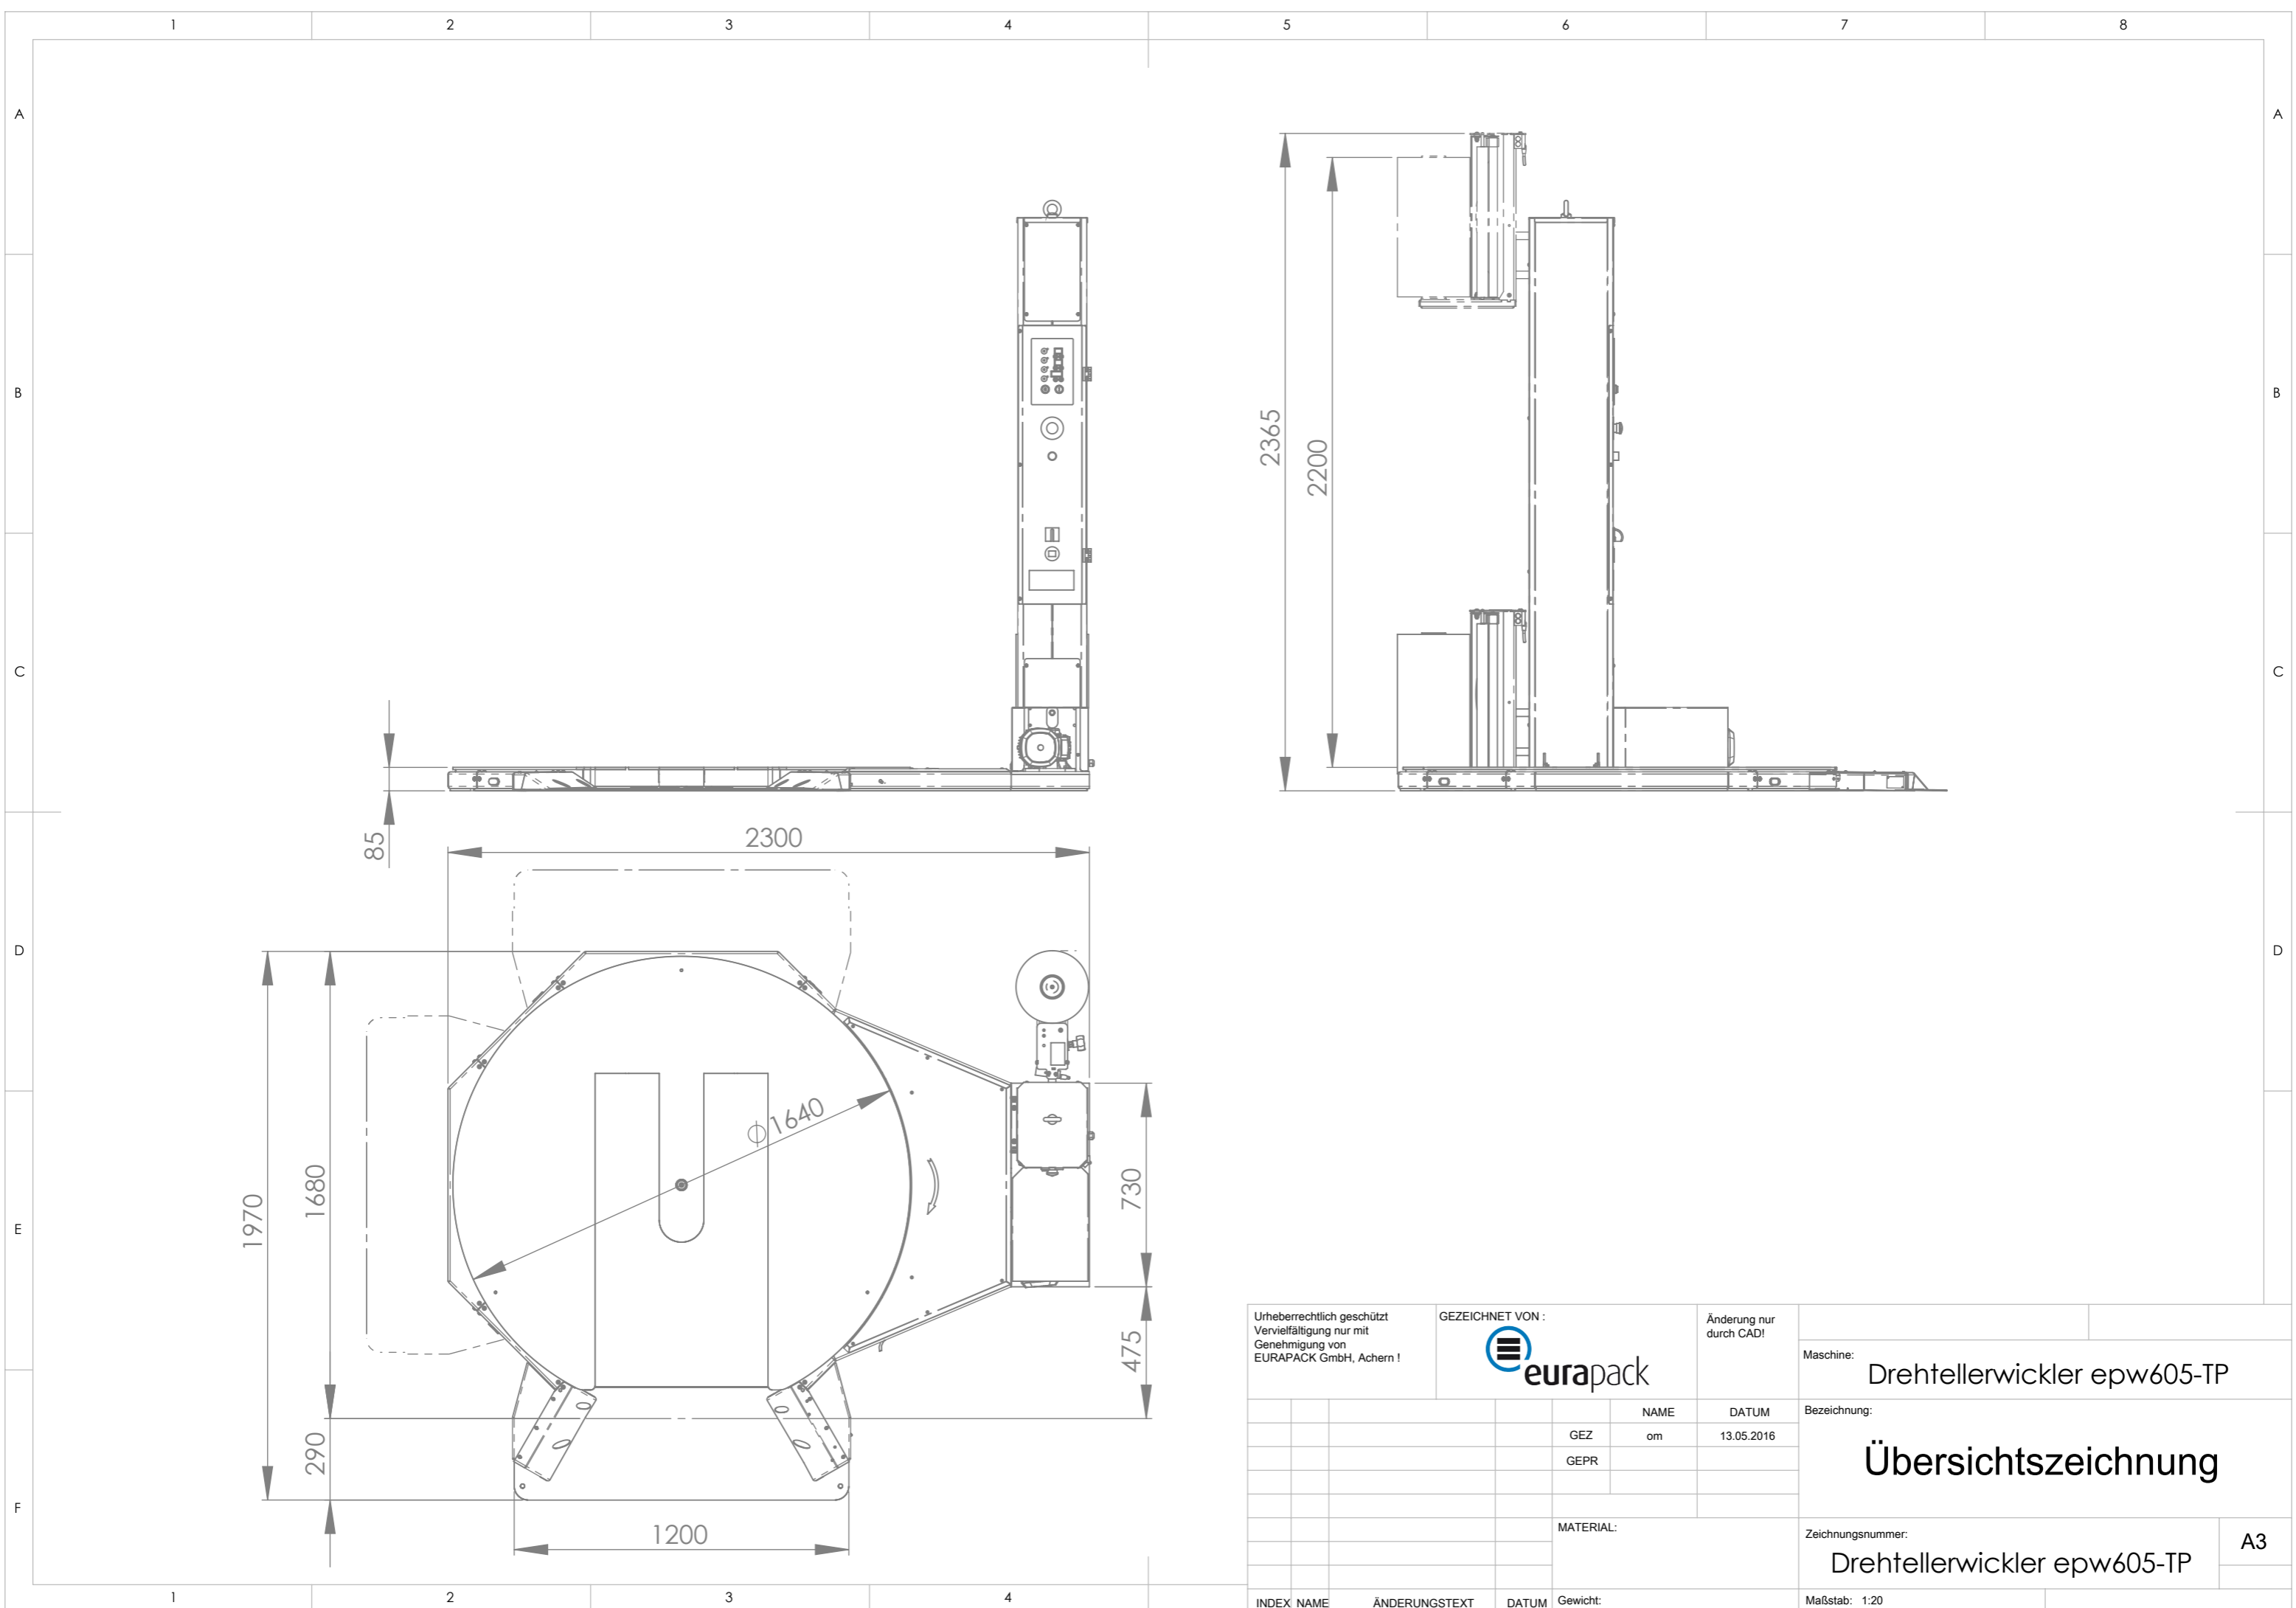 1 2 3 4 5 6 7 8
A A
B B
C C
D D
E E
F
2365
2200
85
2300
1970
1680
290
⌀1640
730
475
1200
1 2 3 4
Urheberrechtlich geschützt
Vervielfältigung nur mit
Genehmigung von
EURAPACK GmbH, Achern !
GEZEICHNET VON :
eurapack
Änderung nur
durch CAD!
Maschine:
Drehtellerwickler epw605-TP
NAME DATUM
GEZ om 13.05.2016
GEPR
Bezeichnung:
Übersichtszeichnung
MATERIAL:
Zeichnungsnummer:
Drehtellerwickler epw605-TP
A3
INDEX NAME ÄNDERUNGSTEXT DATUM Gewicht:
Maßstab: 1:20